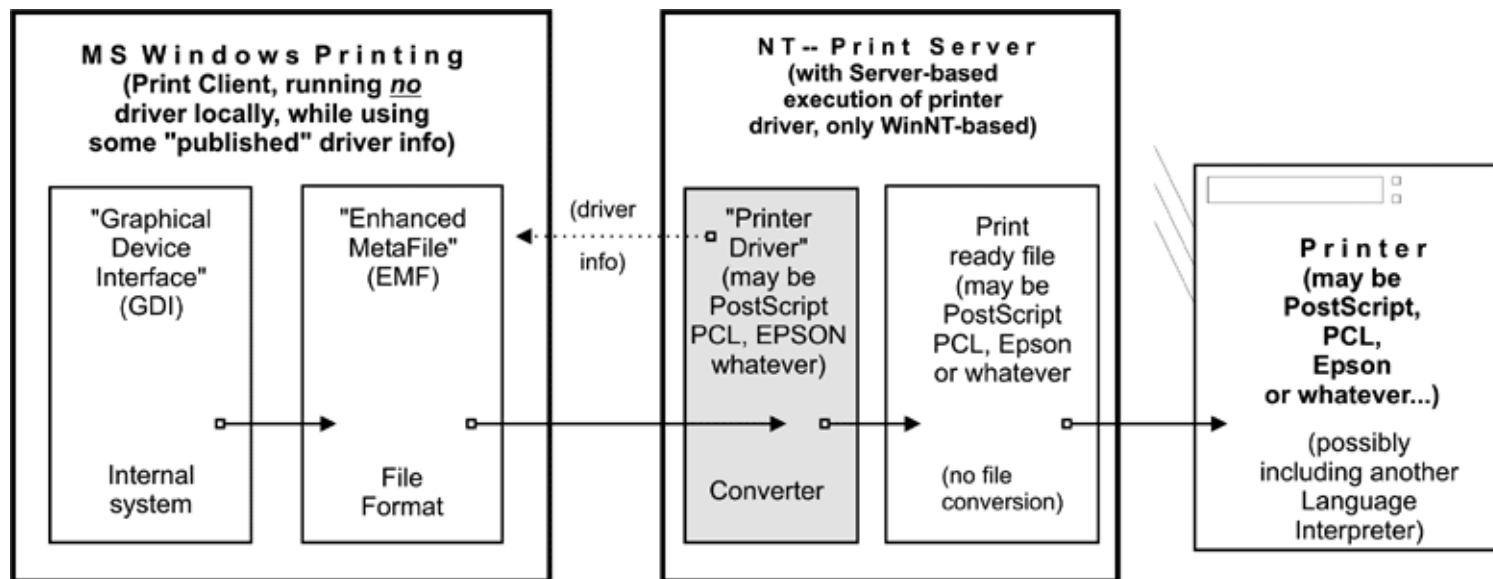 MS Windows Printing
(Print Client, running no
driver locally, while using
some "published" driver info)
"Graphical
Device
Interface"
(GDI)
Internal
system
"Enhanced
MetaFile"
(EMF)
File
Format
(driver
info)
NT -- Print Server
(with Server-based
execution of printer
driver, only WinNT-based)
"Printer
Driver"
(may be
PostScript
PCL, EPSON
whatever)
Converter
Print
ready file
(may be
PostScript
PCL, Epson
or whatever
(no file
conversion)
Printer
(may be
PostScript,
PCL,
Epson
or whatever...)
(possibly
including another
Language
Interpreter)